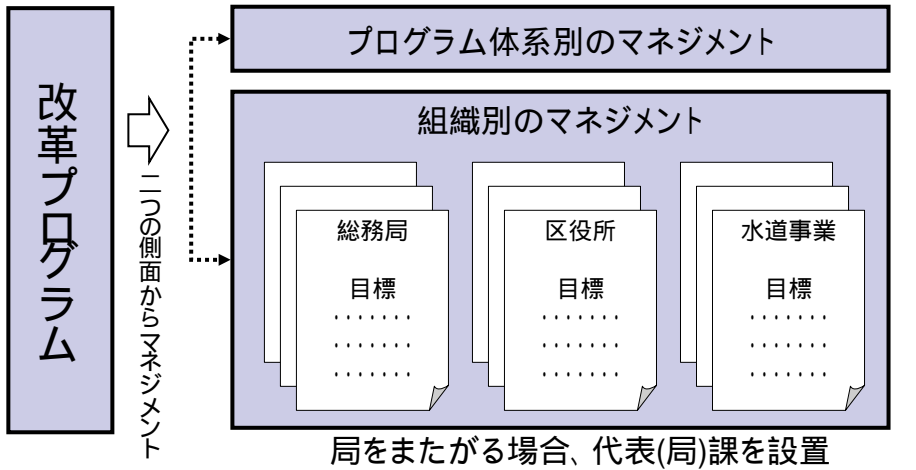 改革プログラム
二つの側面からマネジメント
プログラム体系別のマネジメント
組織別のマネジメント
総務局
目標
・・・・・・・
・・・・・・・
・・・・・・・
区役所
目標
・・・・・・・
・・・・・・・
・・・・・・・
水道事業
目標
・・・・・・・
・・・・・・・
・・・・・・・
局をまたがる場合、代表(局)課を設置